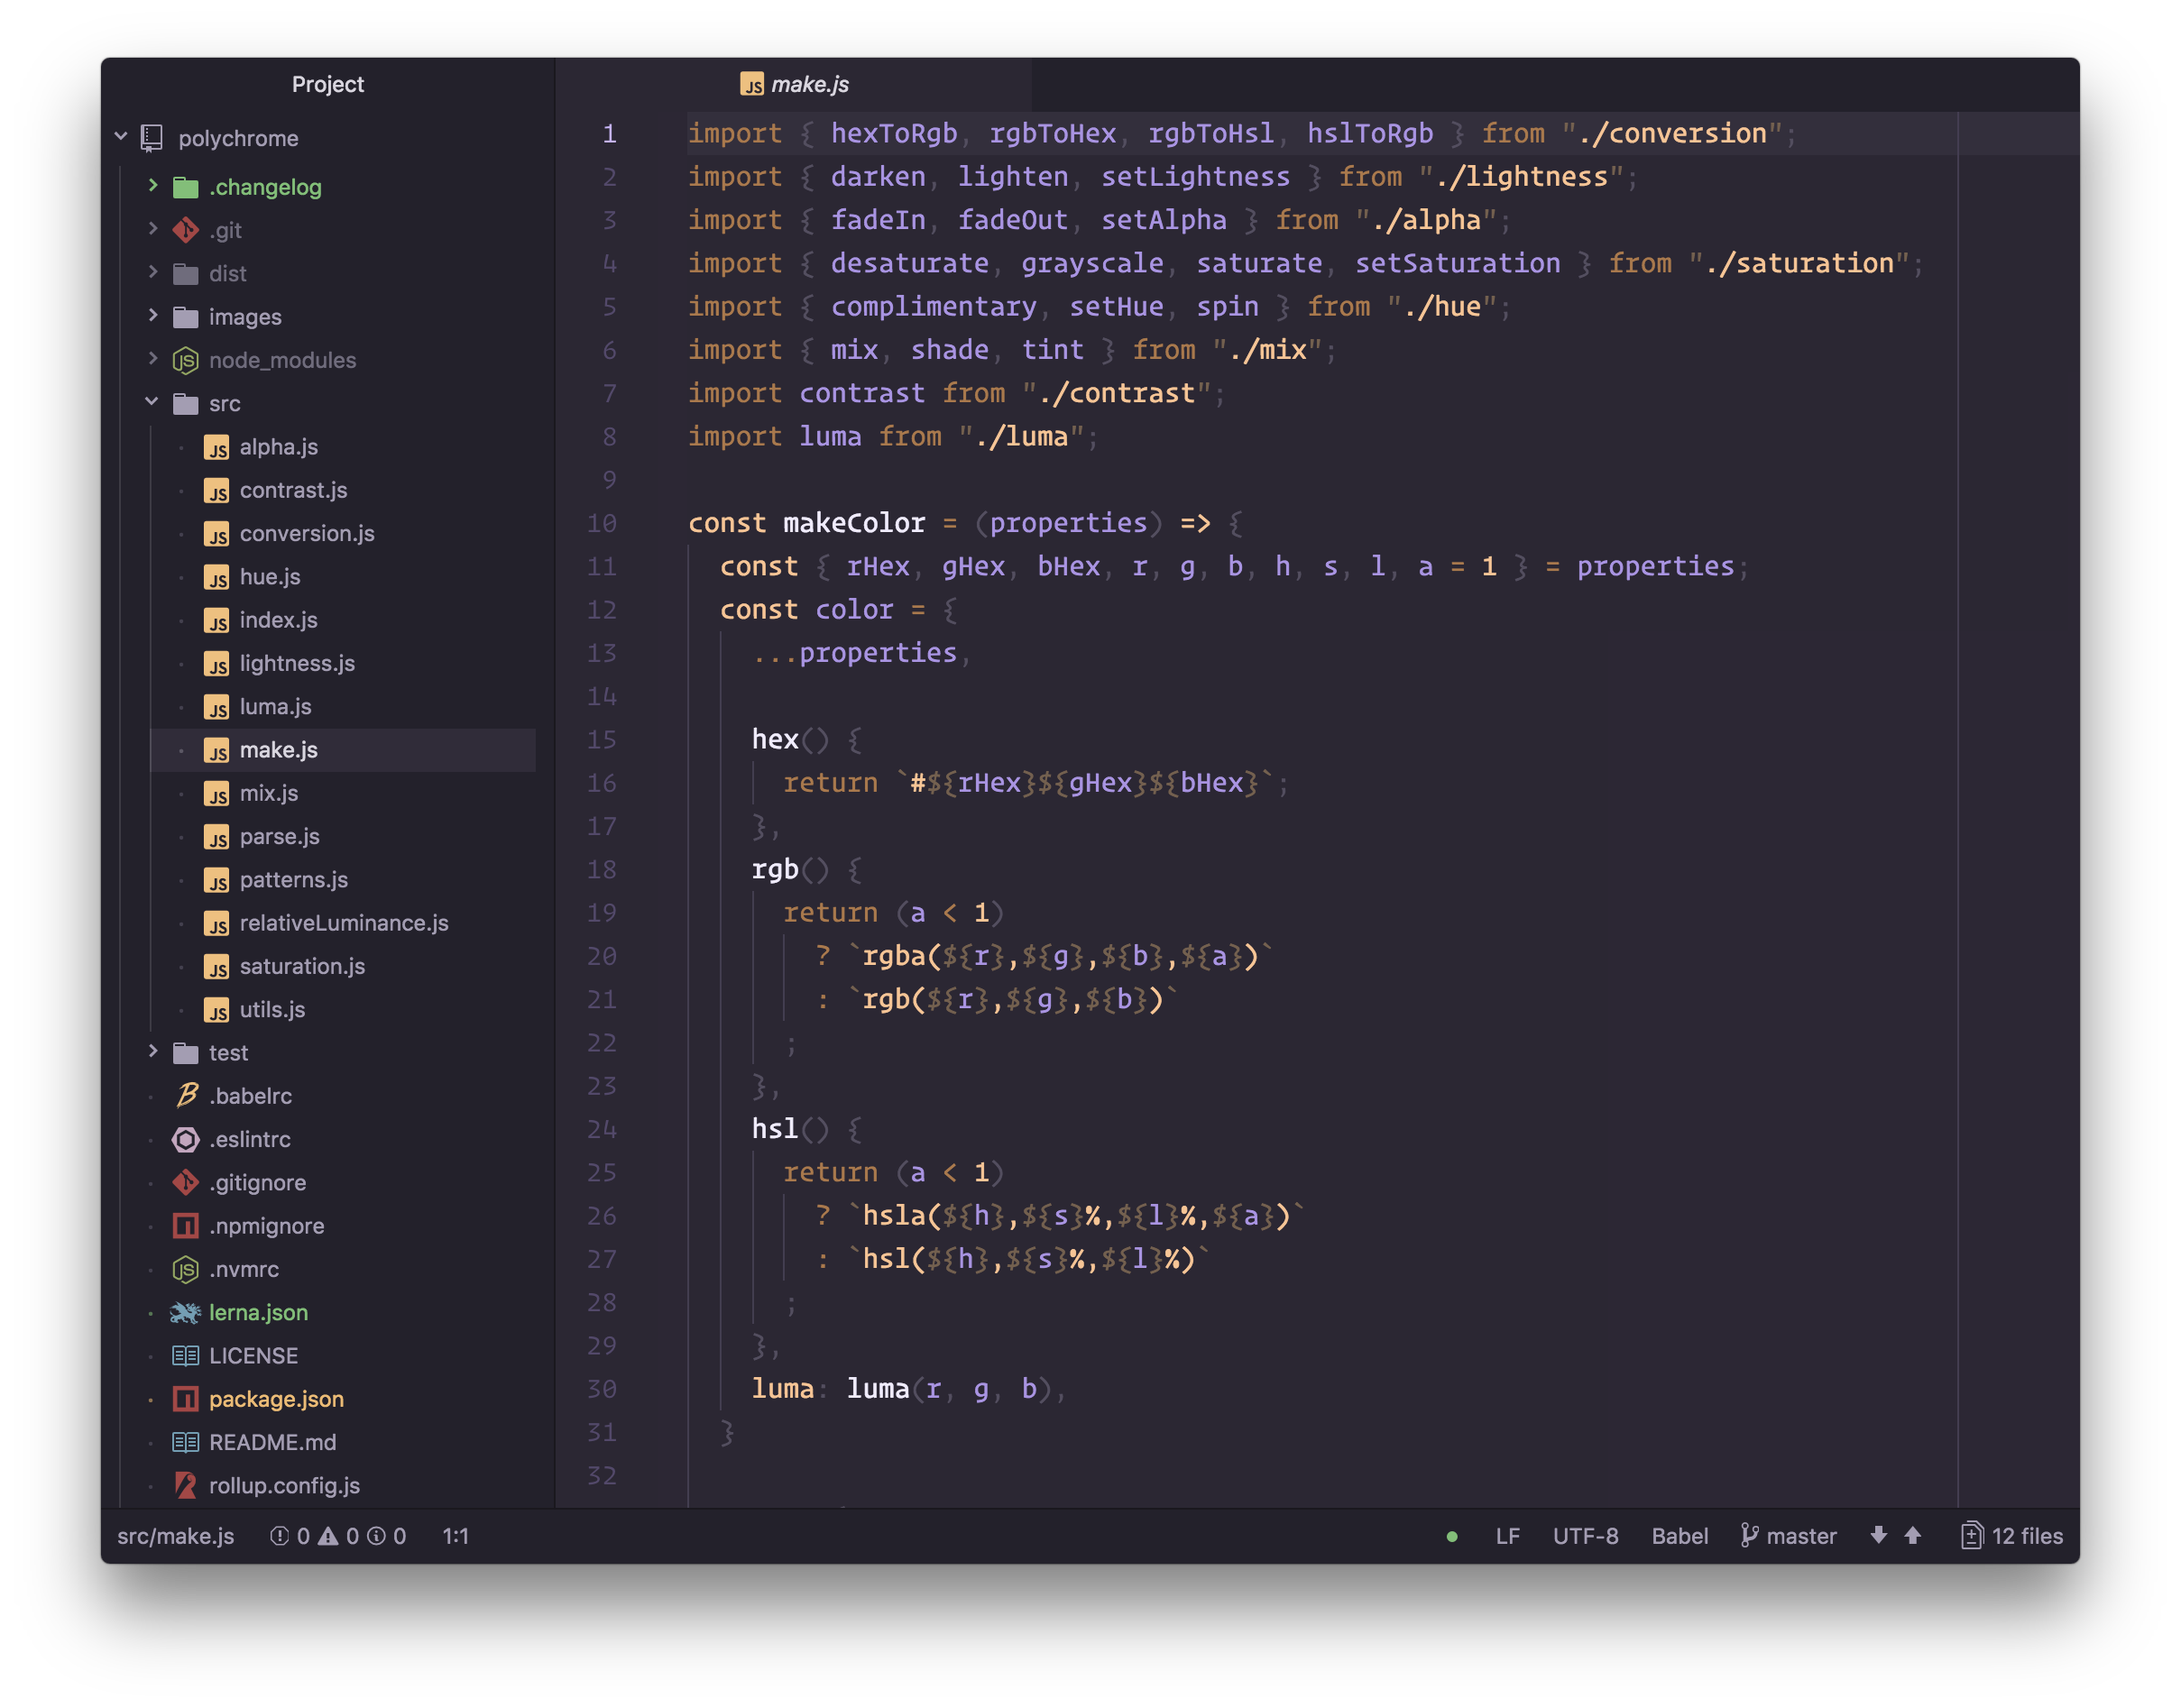 Project
polychrome
.changelog
.git
dist
images
node_modules
src
alpha.js
contrast.js
conversion.js
hue.js
index.js
lightness.js
luma.js
make.js
mix.js
parse.js
patterns.js
relativeLuminance.js
saturation.js
utils.js
test
.babelrc
.eslintrc
.gitignore
.npmignore
.nvmrc
lerna.json
LICENSE
package.json
README.md
rollup.config.js
make.js
1 import { hexToRgb, rgbToHex, rgbToHsl, hslToRgb } from "./conversion";
2 import { darken, lighten, setLightness } from "./lightness";
3 import { fadeIn, fadeOut, setAlpha } from "./alpha";
4 import { desaturate, grayscale, saturate, setSaturation } from "./saturation";
5 import { complimentary, setHue, spin } from "./hue";
6 import { mix, shade, tint } from "./mix";
7 import contrast from "./contrast";
8 import luma from "./luma";
9
10 const makeColor = (properties) => {
11 const { rHex, gHex, bHex, r, g, b, h, s, l, a = 1 } = properties;
12 const color = {
13 ...properties,
14
15 hex() {
16 return `#${rHex}${gHex}${bHex}`;
17 },
18 rgb() {
19 return (a < 1)
20 ? `rgba(${r},${g},${b},${a})`
21 : `rgb(${r},${g},${b})`
22 ;
23 },
24 hsl() {
25 return (a < 1)
26 ? `hsla(${h},${s}%,${l}%,${a})`
27 : `hsl(${h},${s}%,${l}%)`
28 ;
29 },
30 luma: luma(r, g, b),
31 }
32
src/make.js 0 0 0 1:1 LF UTF-8 Babel master 12 files